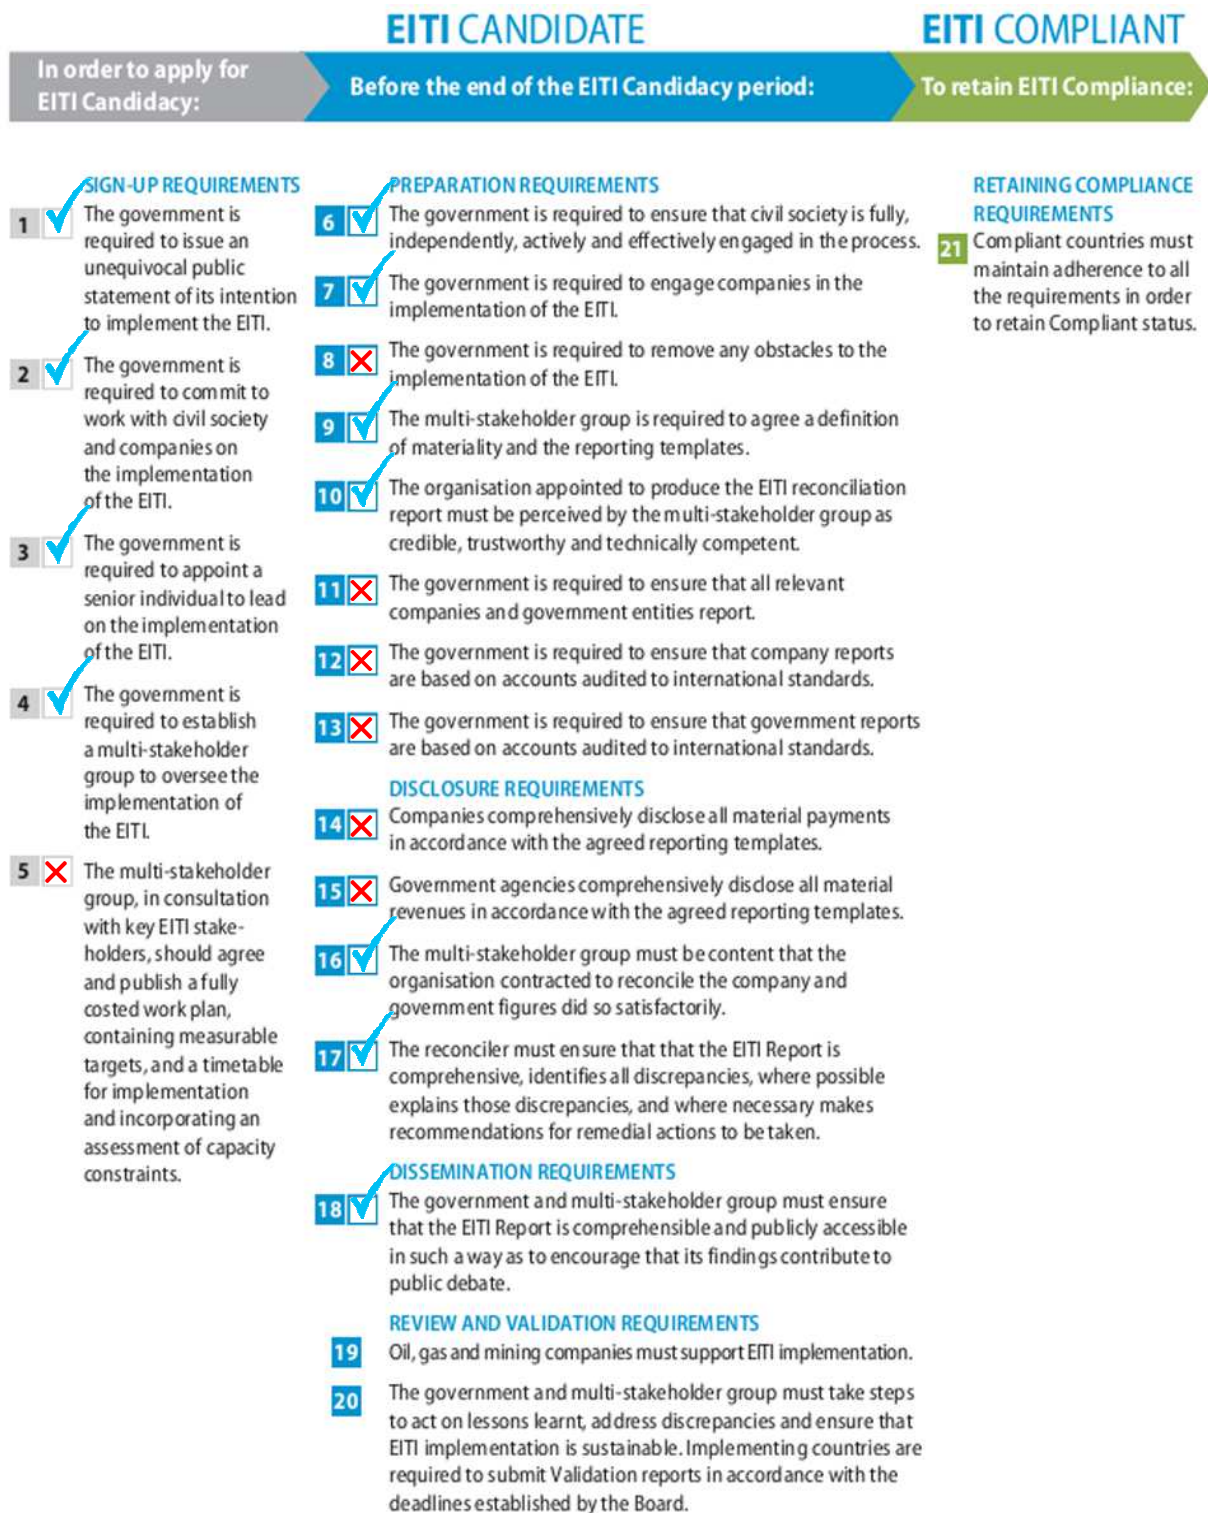 EITI CANDIDATE
EITI COMPLIANT
In order to apply for
EITI Candidacy:
Before the end of the EITI Candidacy period:
To retain EITI Compliance:
SIGN-UP REQUIREMENTS
1
The government is
required to issue an
unequivocal public
statement of its intention
to implement the EITI.
2
The government is
required to commit to
work with civil society
and companies on
the implementation
of the EITI.
3
The government is
required to appoint a
senior individual to lead
on the implementation
of the EITI.
4
The government is
required to establish
a multi-stakeholder
group to oversee the
implementation of
the EITI.
5
The multi-stakeholder
group, in consultation
with key EITI stake-
holders, should agree
and publish a fully
costed work plan,
containing measurable
targets, and a timetable
for implementation
and incorporating an
assessment of capacity
constraints.
PREPARATION REQUIREMENTS
6
The government is required to ensure that civil society is fully,
independently, actively and effectively engaged in the process.
7
The government is required to engage companies in the
implementation of the EITI.
8
The government is required to remove any obstacles to the
implementation of the EITI.
9
The multi-stakeholder group is required to agree a definition
of materiality and the reporting templates.
10
The organisation appointed to produce the EITI reconciliation
report must be perceived by the multi-stakeholder group as
credible, trustworthy and technically competent.
11
The government is required to ensure that all relevant
companies and government entities report.
12
The government is required to ensure that company reports
are based on accounts audited to international standards.
13
The government is required to ensure that government reports
are based on accounts audited to international standards.
DISCLOSURE REQUIREMENTS
14
Companies comprehensively disclose all material payments
in accordance with the agreed reporting templates.
15
Government agencies comprehensively disclose all material
revenues in accordance with the agreed reporting templates.
16
The multi-stakeholder group must be content that the
organisation contracted to reconcile the company and
government figures did so satisfactorily.
17
The reconciler must ensure that that the EITI Report is
comprehensive, identifies all discrepancies, where possible
explains those discrepancies, and where necessary makes
recommendations for remedial actions to be taken.
DISSEMINATION REQUIREMENTS
18
The government and multi-stakeholder group must ensure
that the EITI Report is comprehensible and publicly accessible
in such a way as to encourage that its findings contribute to
public debate.
REVIEW AND VALIDATION REQUIREMENTS
19
Oil, gas and mining companies must support EITI implementation.
20
The government and multi-stakeholder group must take steps
to act on lessons learnt, address discrepancies and ensure that
EITI implementation is sustainable. Implementing countries are
required to submit Validation reports in accordance with the
deadlines established by the Board.
RETAINING COMPLIANCE
REQUIREMENTS
21
Compliant countries must
maintain adherence to all
the requirements in order
to retain Compliant status.